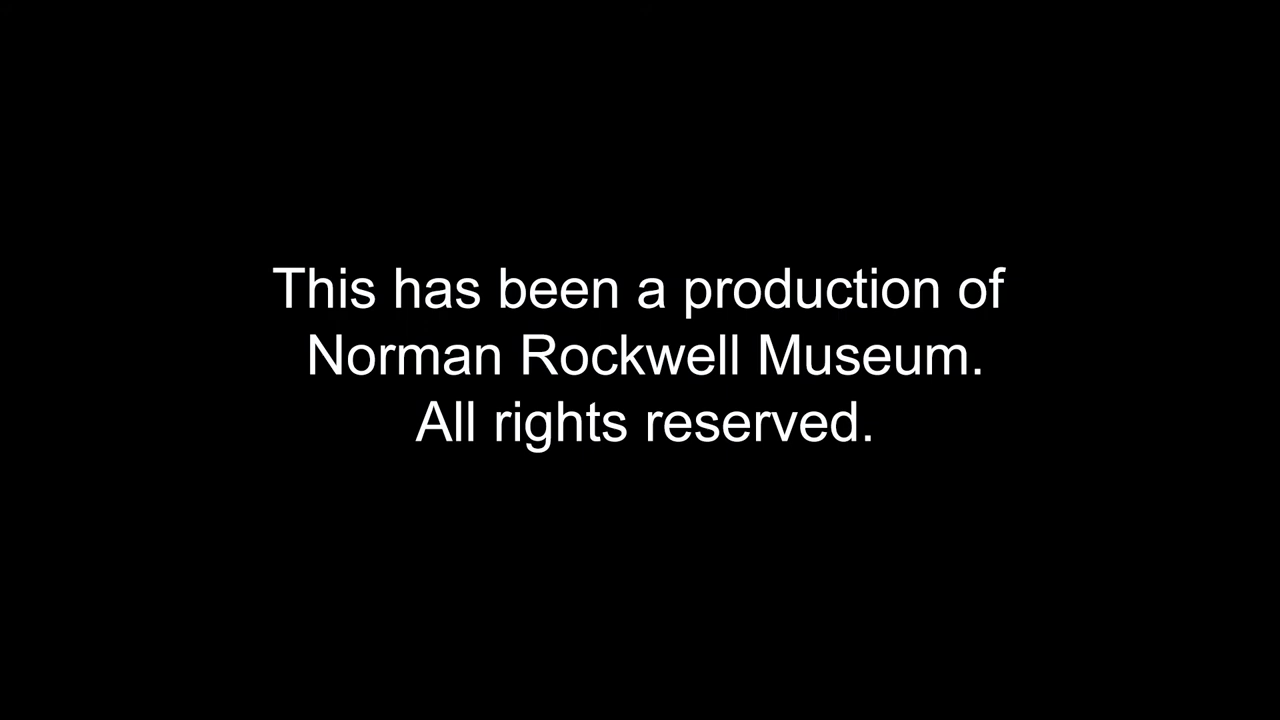 This has been a production of
Norman Rockwell Museum.
All rights reserved.